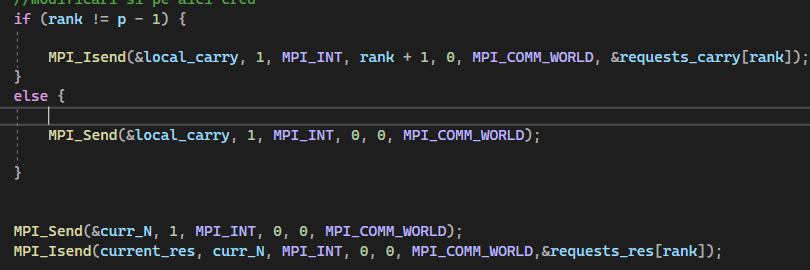 //modificari si pe aici cred
if (rank != p - 1) {
MPI_Isend(&local_carry, 1, MPI_INT, rank + 1, 0, MPI_COMM_WORLD, &requests_carry[rank]);
}
else {
MPI_Send(&local_carry, 1, MPI_INT, 0, 0, MPI_COMM_WORLD);
}
MPI_Send(&curr_N, 1, MPI_INT, 0, 0, MPI_COMM_WORLD);
MPI_Isend(current_res, curr_N, MPI_INT, 0, 0, MPI_COMM_WORLD,&requests_res[rank]);